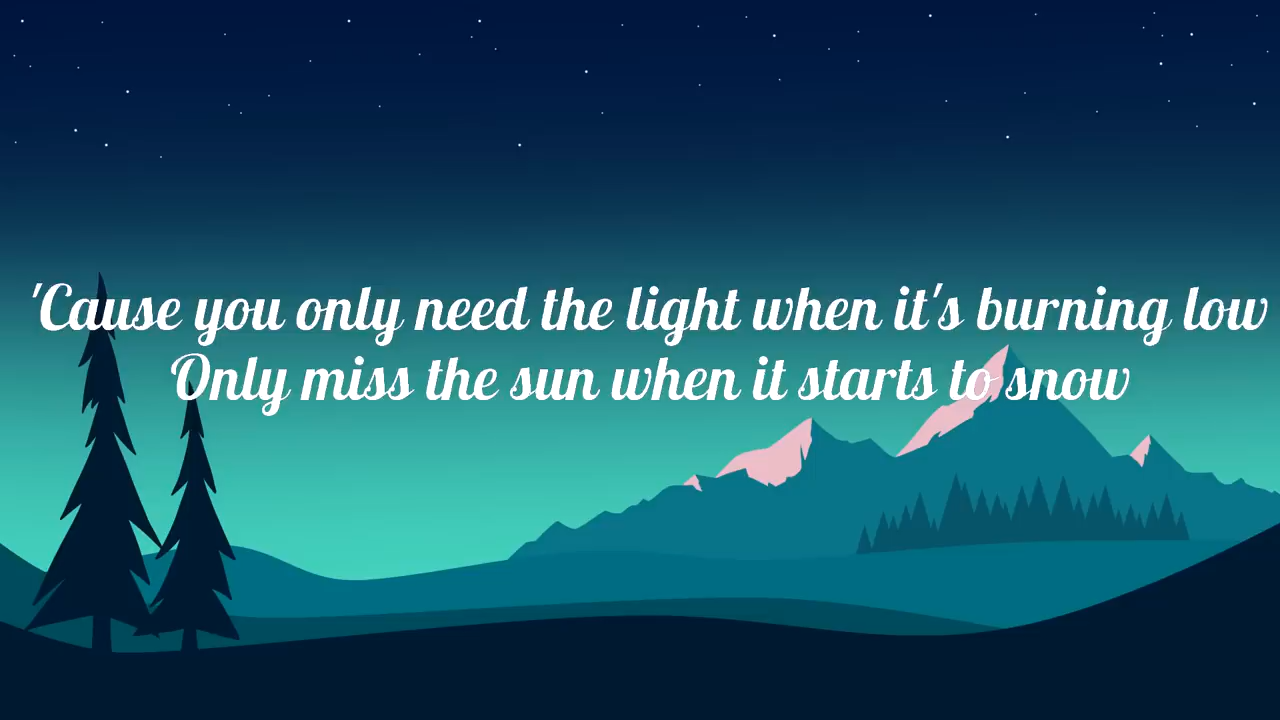 'Cause you only need the light when it's burning low
Only miss the sun when it starts to snow